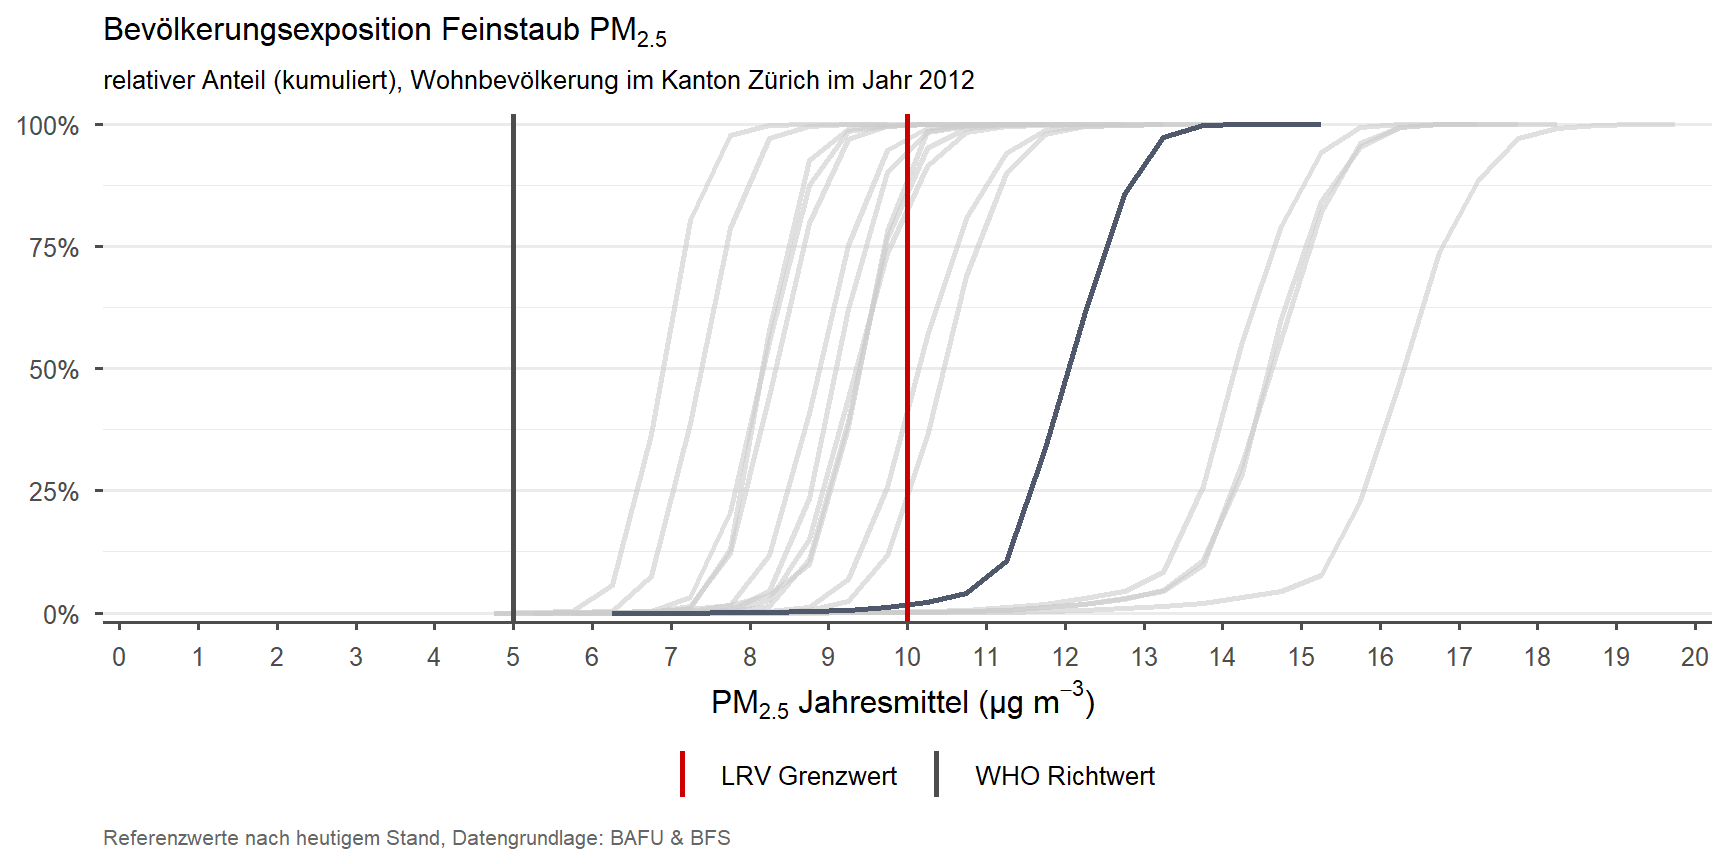 Bevölkerungsexposition Feinstaub PM2.5
relativer Anteil (kumuliert), Wohnbevölkerung im Kanton Zürich im Jahr 2012
100%
75%
50%
25%
0%
0 1 2 3 4 5 6 7 8 9 10 11 12 13 14 15 16 17 18 19 20
PM2.5 Jahresmittel (µg m−3)
LRV Grenzwert WHO Richtwert
Referenzwerte nach heutigem Stand, Datengrundlage: BAFU & BFS